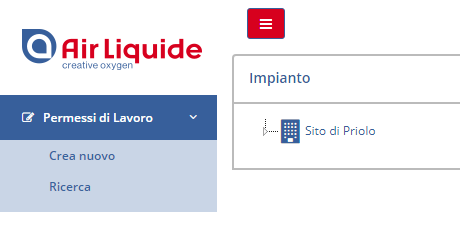 Air Liquide
creative oxygen
Permessi di Lavoro
Crea nuovo
Ricerca
Impianto
Sito di Priolo